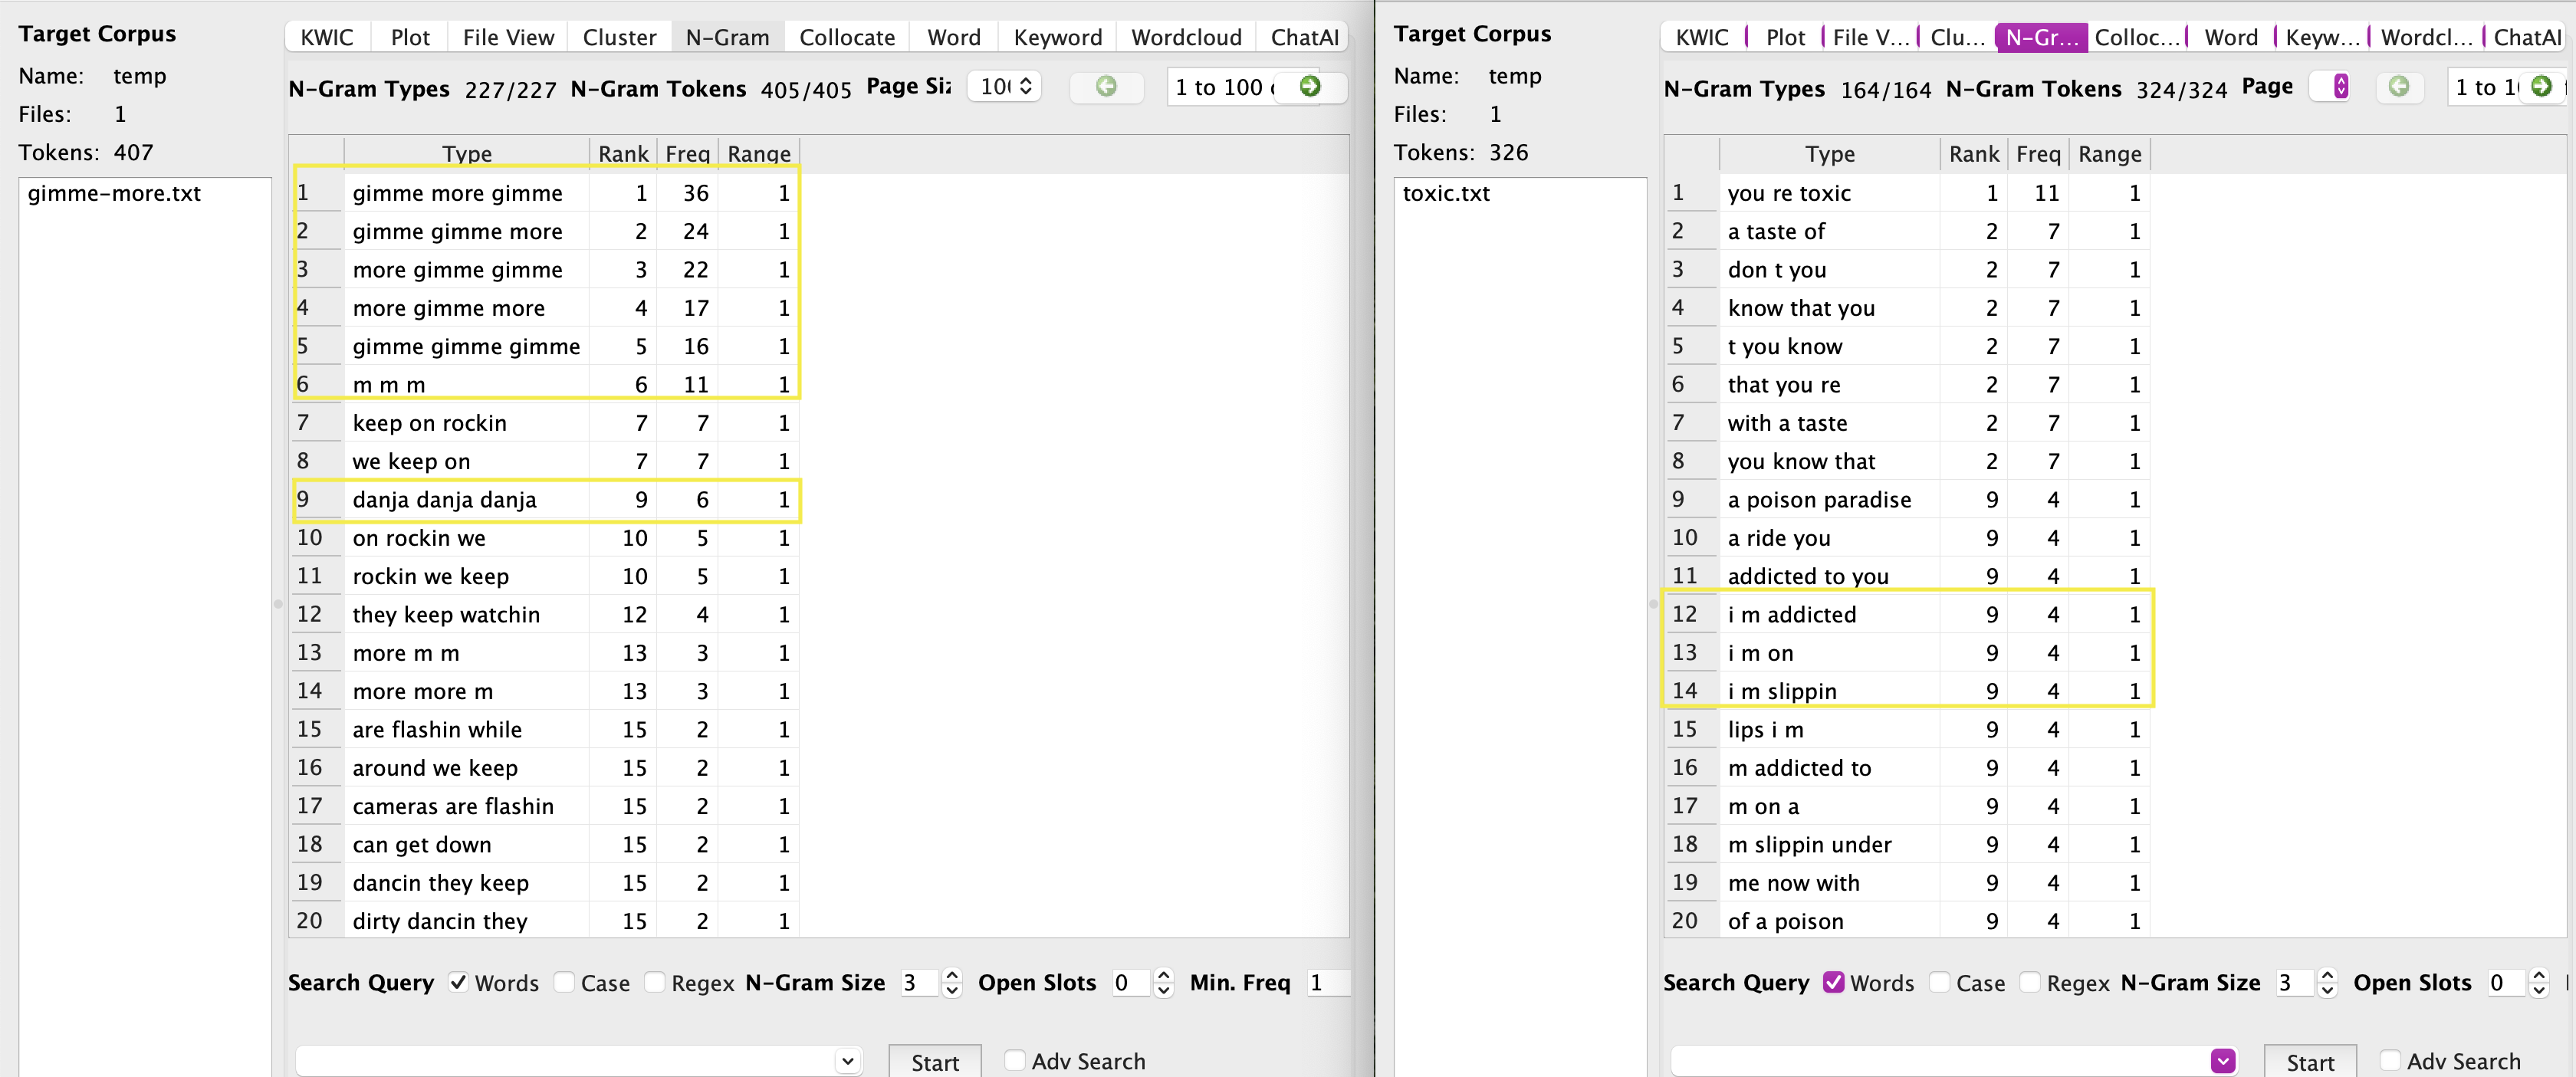 Target Corpus
Name: temp
Files: 1
Tokens: 407
gimme-more.txt
KWIC Plot File View Cluster N-Gram Collocate Word Keyword Wordcloud ChatAI
N-Gram Types 227/227 N-Gram Tokens 405/405 Page Siz 100 1 to 100
Type Rank Freq Range
1 gimme more gimme 1 36 1
2 gimme gimme more 2 24 1
3 more gimme gimme 3 22 1
4 more gimme more 4 17 1
5 gimme gimme gimme 5 16 1
6 m m m 6 11 1
7 keep on rockin 7 7 1
8 we keep on 7 7 1
9 danja danja danja 9 6 1
10 on rockin we 10 5 1
11 rockin we keep 10 5 1
12 they keep watchin 12 4 1
13 more m m 13 3 1
14 more more m 13 3 1
15 are flashin while 15 2 1
16 around we keep 15 2 1
17 cameras are flashin 15 2 1
18 can get down 15 2 1
19 dancin they keep 15 2 1
20 dirty dancin they 15 2 1
Search Query Words Case Regex N-Gram Size 3 Open Slots 0 Min. Freq 1
Start Adv Search
Target Corpus
Name: temp
Files: 1
Tokens: 326
toxic.txt
KWIC Plot File V... Clu... N-Gr... Colloc... Word Keyw... Wordcl... ChatAI
N-Gram Types 164/164 N-Gram Tokens 324/324 Page 1 to 1
Type Rank Freq Range
1 you re toxic 1 11 1
2 a taste of 2 7 1
3 don t you 2 7 1
4 know that you 2 7 1
5 t you know 2 7 1
6 that you re 2 7 1
7 with a taste 2 7 1
8 you know that 2 7 1
9 a poison paradise 9 4 1
10 a ride you 9 4 1
11 addicted to you 9 4 1
12 i m addicted 9 4 1
13 i m on 9 4 1
14 i m slippin 9 4 1
15 lips i m 9 4 1
16 m addicted to 9 4 1
17 m on a 9 4 1
18 m slippin under 9 4 1
19 me now with 9 4 1
20 of a poison 9 4 1
Search Query Words Case Regex N-Gram Size 3 Open Slots 0
Start Adv Search